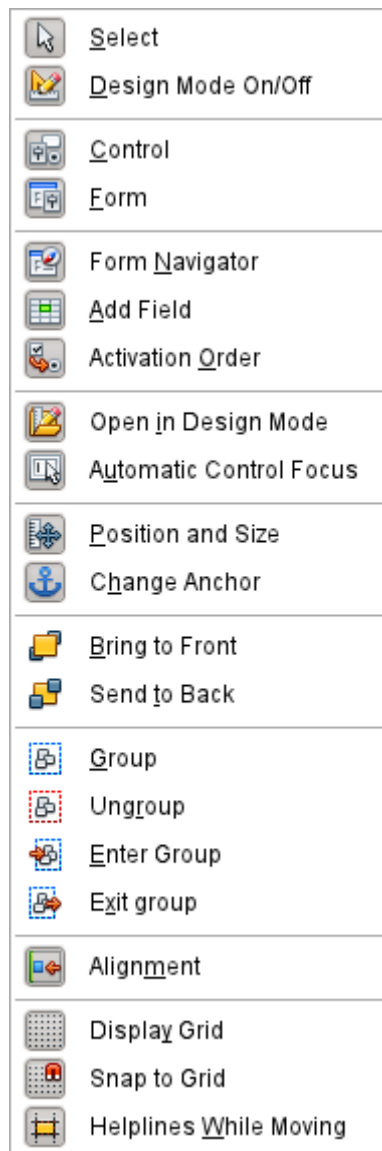 Select
Design Mode On/Off
Control
Form
Form Navigator
Add Field
Activation Order
Open in Design Mode
Automatic Control Focus
Position and Size
Change Anchor
Bring to Front
Send to Back
Group
Ungroup
Enter Group
Exit group
Alignment
Display Grid
Snap to Grid
Helplines While Moving